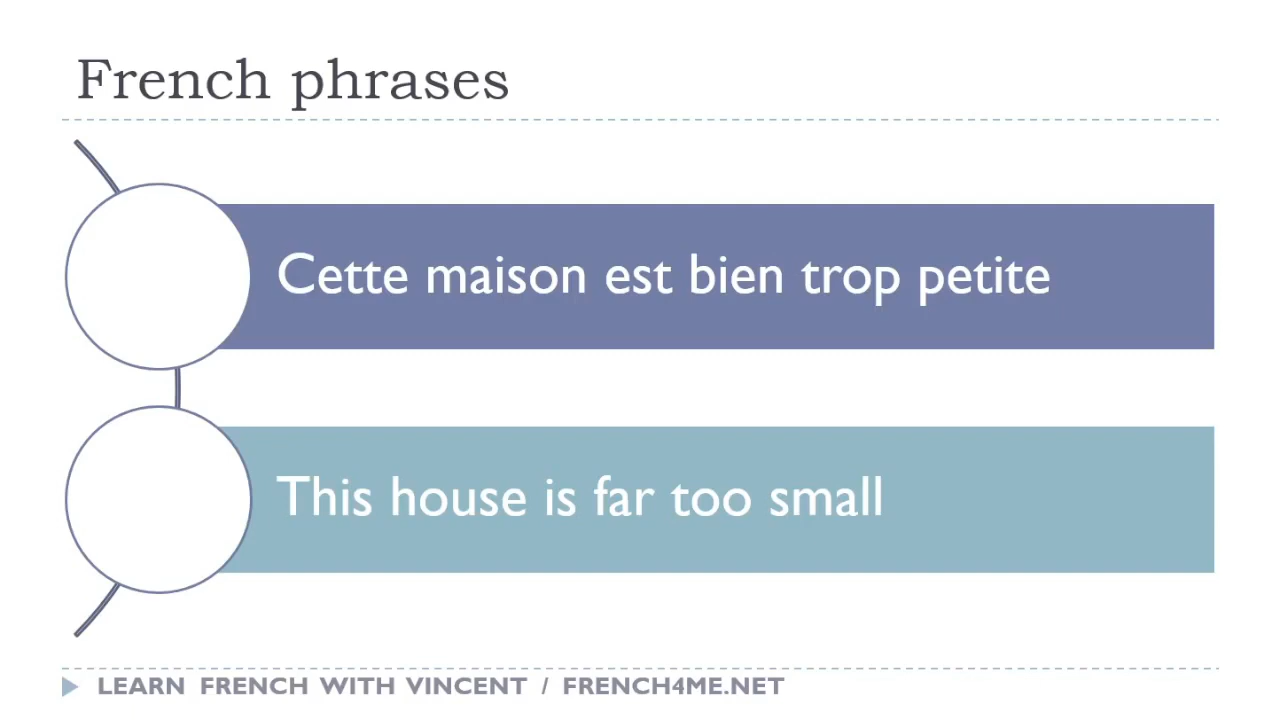 French phrases
Cette maison est bien trop petite
This house is far too small
LEARN FRENCH WITH VINCENT / FRENCH4ME.NET